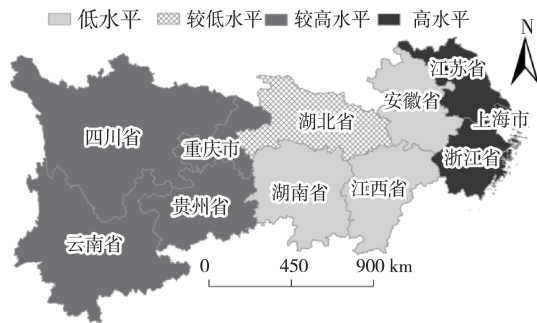 低水平 较低水平 较高水平 高水平
N
江苏省
安徽省
上海市
湖北省
四川省
重庆市
浙江省
湖南省
江西省
贵州省
云南省
0 450 900 km